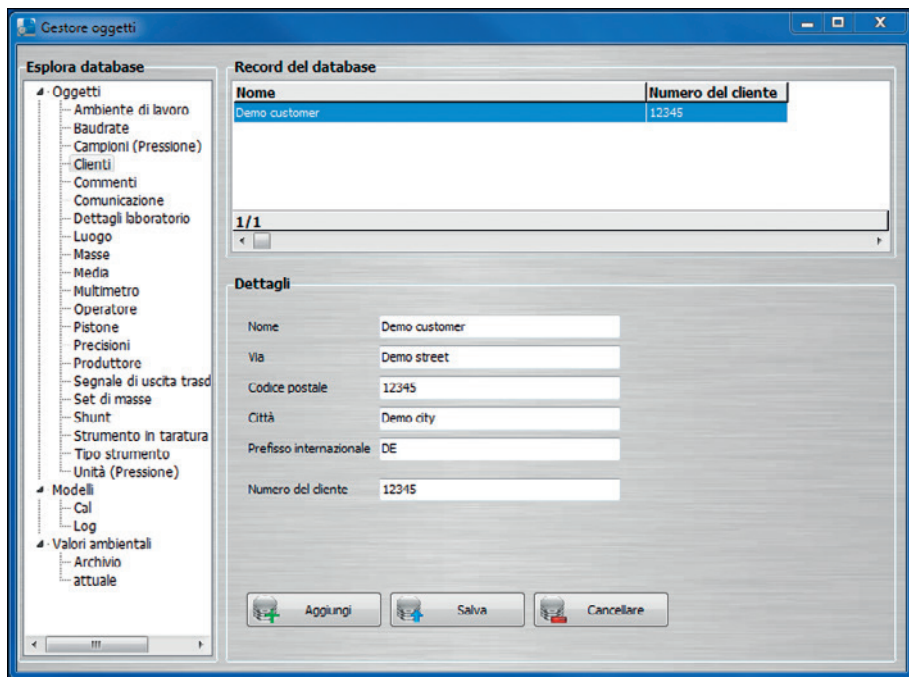 Gestore oggetti
Esplora database
Oggetti
Ambiente di lavoro
Baudrate
Campioni (Pressione)
Clienti
Commenti
Comunicazione
Dettagli laboratorio
Luogo
Masse
Media
Multimetro
Operatore
Pistone
Precisioni
Produttore
Segnale di uscita trasd
Set di masse
Shunt
Strumento in taratura
Tipo strumento
Unità (Pressione)
Modelli
Cal
Log
Valori ambientali
Archivio
attuale
Record del database
Nome Numero del cliente
Demo customer 12345
1/1
Dettagli
Nome Demo customer
Via Demo street
Codice postale 12345
Città Demo city
Prefisso internazionale DE
Numero del cliente 12345
Aggiungi Salva Cancellare